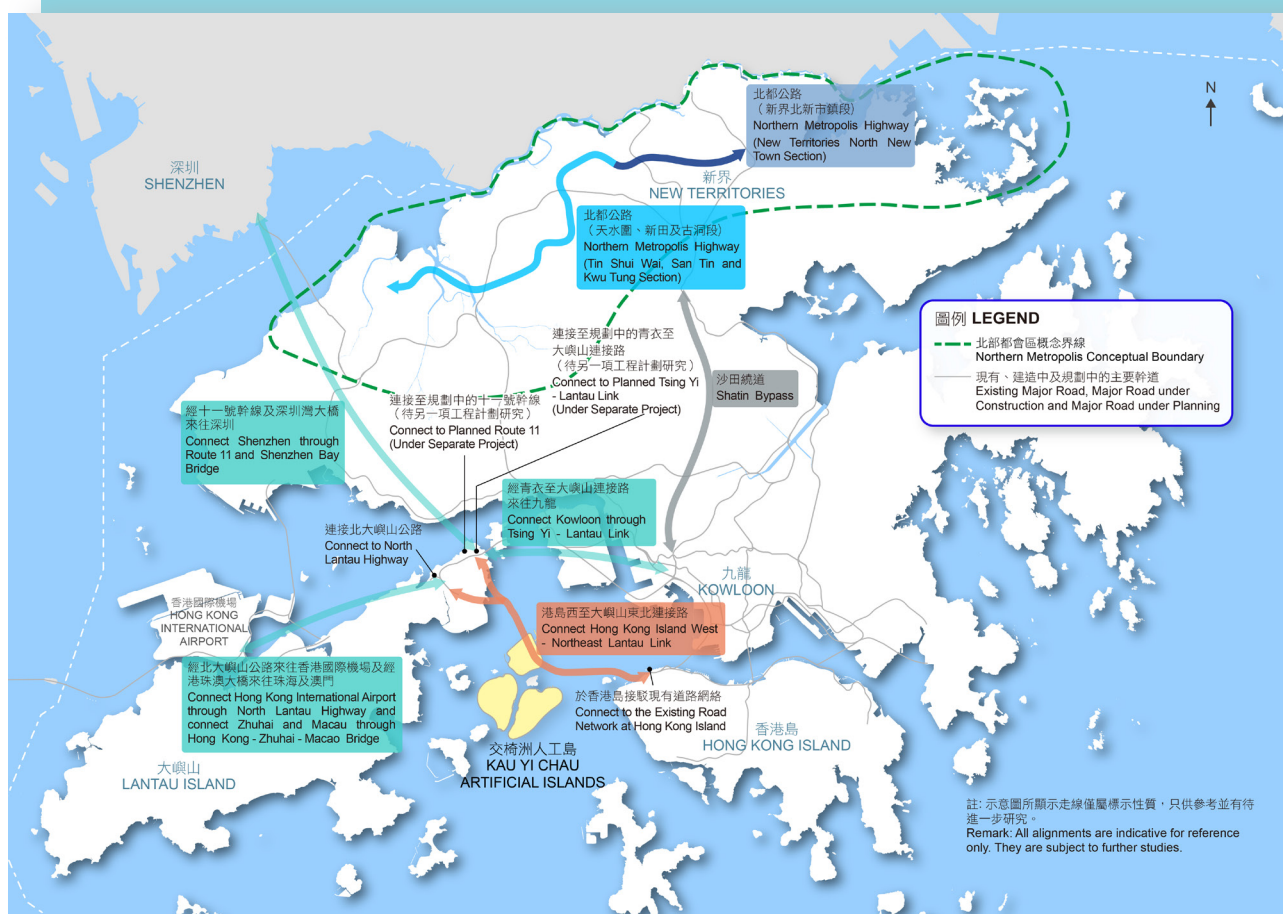 北都公路
（新界北新市鎮段）
Northern Metropolis Highway
(New Territories North New
Town Section)
N
深圳
SHENZHEN
新界
NEW TERRITORIES
北都公路
（天水圍、新田及古洞段）
Northern Metropolis Highway
(Tin Shui Wai, San Tin and
Kwu Tung Section)
圖例 LEGEND
北部都會區概念界線
Northern Metropolis Conceptual Boundary
現有、建造中及規劃中的主要幹道
Existing Major Road, Major Road under
Construction and Major Road under Planning
連接至規劃中的青衣至
大嶼山連接路
（待另一項工程計劃研究）
Connect to Planned Tsing Yi
- Lantau Link
(Under Separate Project)
沙田繞道
Shatin Bypass
連接至規劃中的十一號幹線
（待另一項工程計劃研究）
Connect to Planned Route 11
(Under Separate Project)
經十一號幹線及深圳灣大橋
來往深圳
Connect Shenzhen through
Route 11 and Shenzhen Bay
Bridge
經青衣至大嶼山連接路
來往九龍
Connect Kowloon through
Tsing Yi - Lantau Link
連接北大嶼山公路
Connect to North
Lantau Highway
九龍
KOWLOON
香港國際機場
HONG KONG
INTERNATIONAL
AIRPORT
港島西至大嶼山東北連接路
Connect Hong Kong Island West
- Northeast Lantau Link
經北大嶼山公路來往香港國際機場及經
港珠澳大橋來往珠海及澳門
Connect Hong Kong International Airport
through North Lantau Highway and
connect Zhuhai and Macau through
Hong Kong - Zhuhai - Macao Bridge
於香港島接駁現有道路網絡
Connect to the Existing Road
Network at Hong Kong Island
香港島
HONG KONG ISLAND
交椅洲人工島
KAU YI CHAU
ARTIFICIAL ISLANDS
大嶼山
LANTAU ISLAND
註: 示意圖所顯示走線僅屬標示性質，只供參考並有待
進一步研究。
Remark: All alignments are indicative for reference
only. They are subject to further studies.